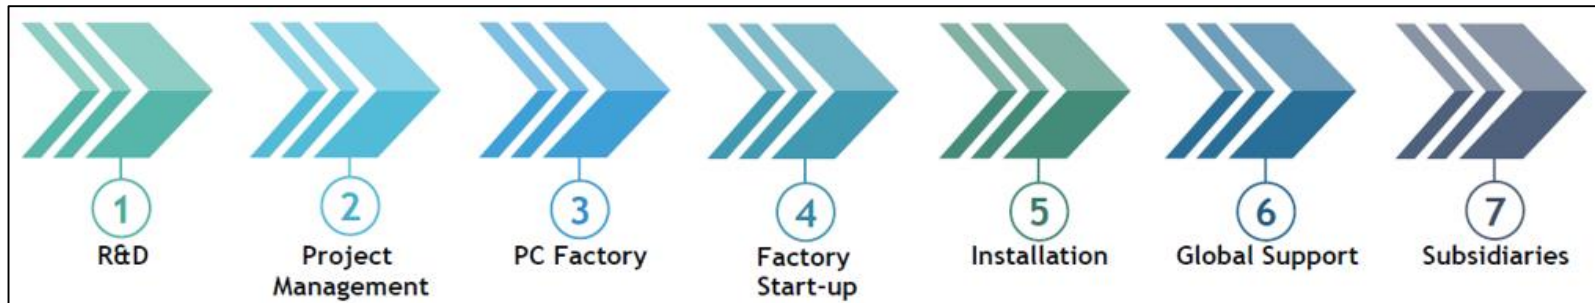 1
R&D
2
Project
Management
3
PC Factory
4
Factory
Start-up
5
Installation
6
Global Support
7
Subsidiaries